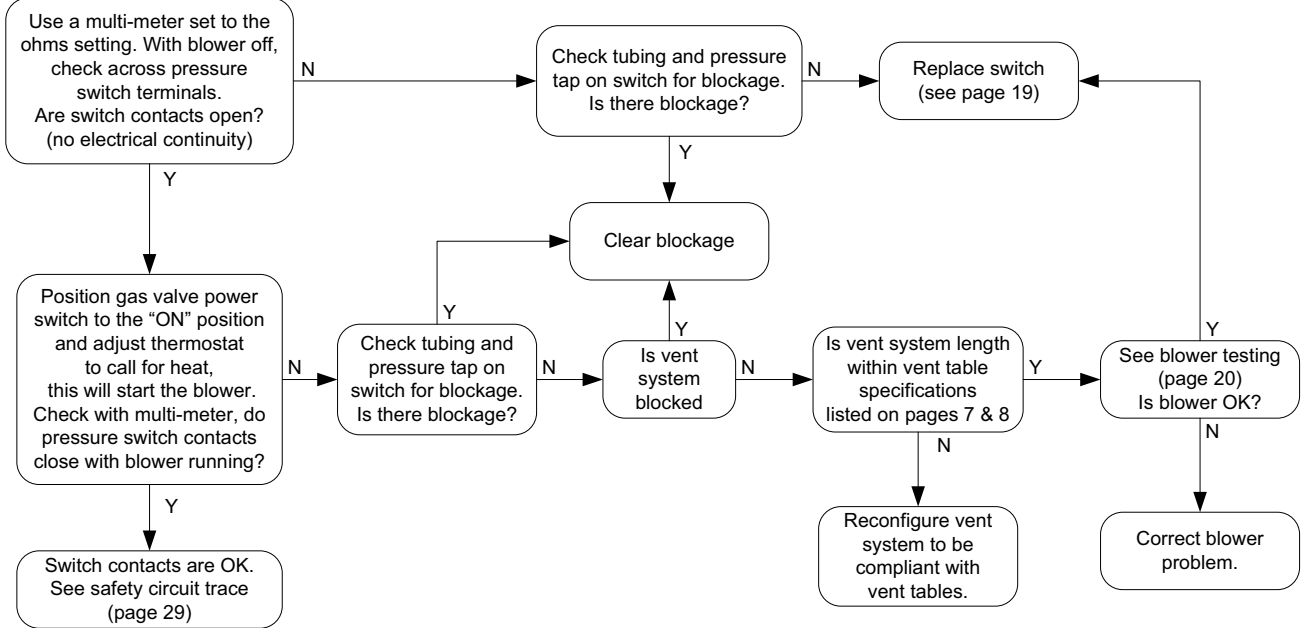 Use a multi-meter set to the
ohms setting. With blower off,
check across pressure
switch terminals.
Are switch contacts open?
(no electrical continuity)
N
Check tubing and pressure
tap on switch for blockage.
Is there blockage?
N
Replace switch
(see page 19)
Y
Y
Clear blockage
Position gas valve power
switch to the “ON” position
and adjust thermostat
to call for heat,
this will start the blower.
Check with multi-meter, do
pressure switch contacts
close with blower running?
N
Y
Check tubing and
pressure tap on
switch for blockage.
Is there blockage?
N
Y
Is vent
system
blocked
N
Is vent system length
within vent table
specifications
listed on pages 7 & 8
Y
Y
See blower testing
(page 20)
Is blower OK?
Y
N
N
Switch contacts are OK.
See safety circuit trace
(page 29)
Reconfigure vent
system to be
compliant with
vent tables.
Correct blower
problem.